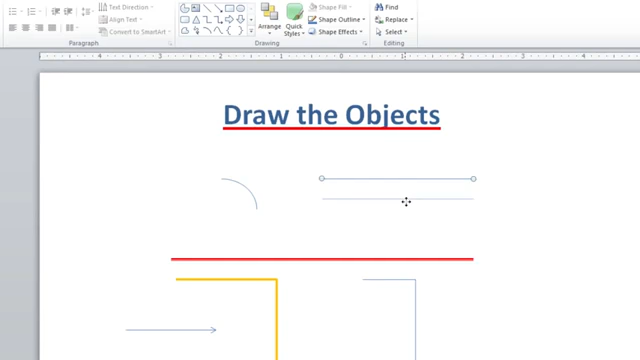 Text Direction
Align Text
Convert to SmartArt
Paragraph
Arrange
Quick
Styles
Shape Fill
Shape Outline
Shape Effects
Drawing
Find
Replace
Select
Editing
Draw the Objects